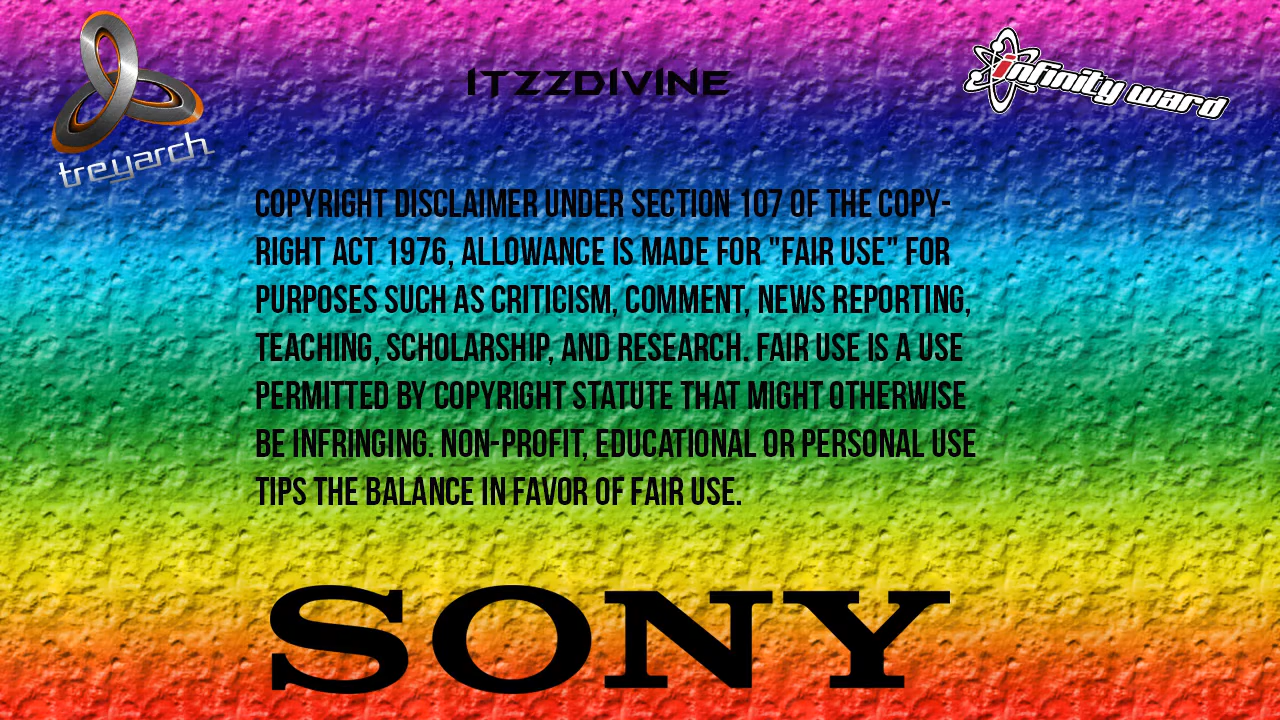 ITZZDIVINE
infinity ward
treyarch
COPYRIGHT DISCLAIMER UNDER SECTION 107 OF THE COPY-
RIGHT ACT 1976, ALLOWANCE IS MADE FOR "FAIR USE" FOR
PURPOSES SUCH AS CRITICISM, COMMENT, NEWS REPORTING,
TEACHING, SCHOLARSHIP, AND RESEARCH. FAIR USE IS A USE
PERMITTED BY COPYRIGHT STATUTE THAT MIGHT OTHERWISE
BE INFRINGING. NON-PROFIT, EDUCATIONAL OR PERSONAL USE
TIPS THE BALANCE IN FAVOR OF FAIR USE.
SONY